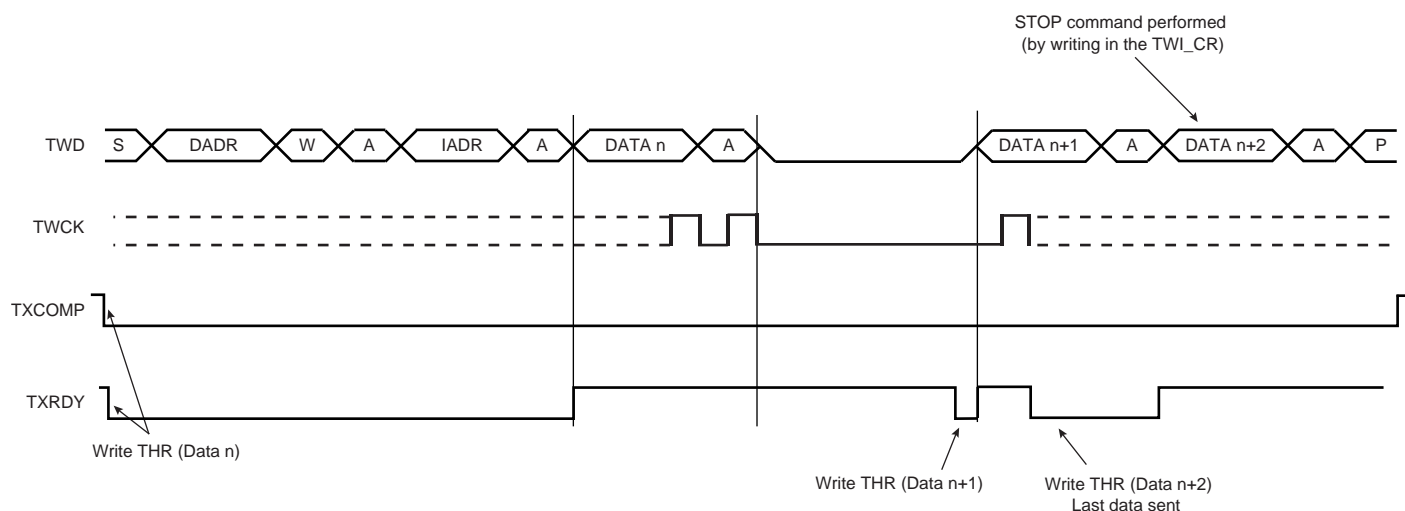 STOP command performed
(by writing in the TWI_CR)
TWD S DADR W A IADR A DATA n A DATA n+1 A DATA n+2 A P
TWCK
TXCOMP
TXRDY
Write THR (Data n)
Write THR (Data n+1)
Write THR (Data n+2)
Last data sent